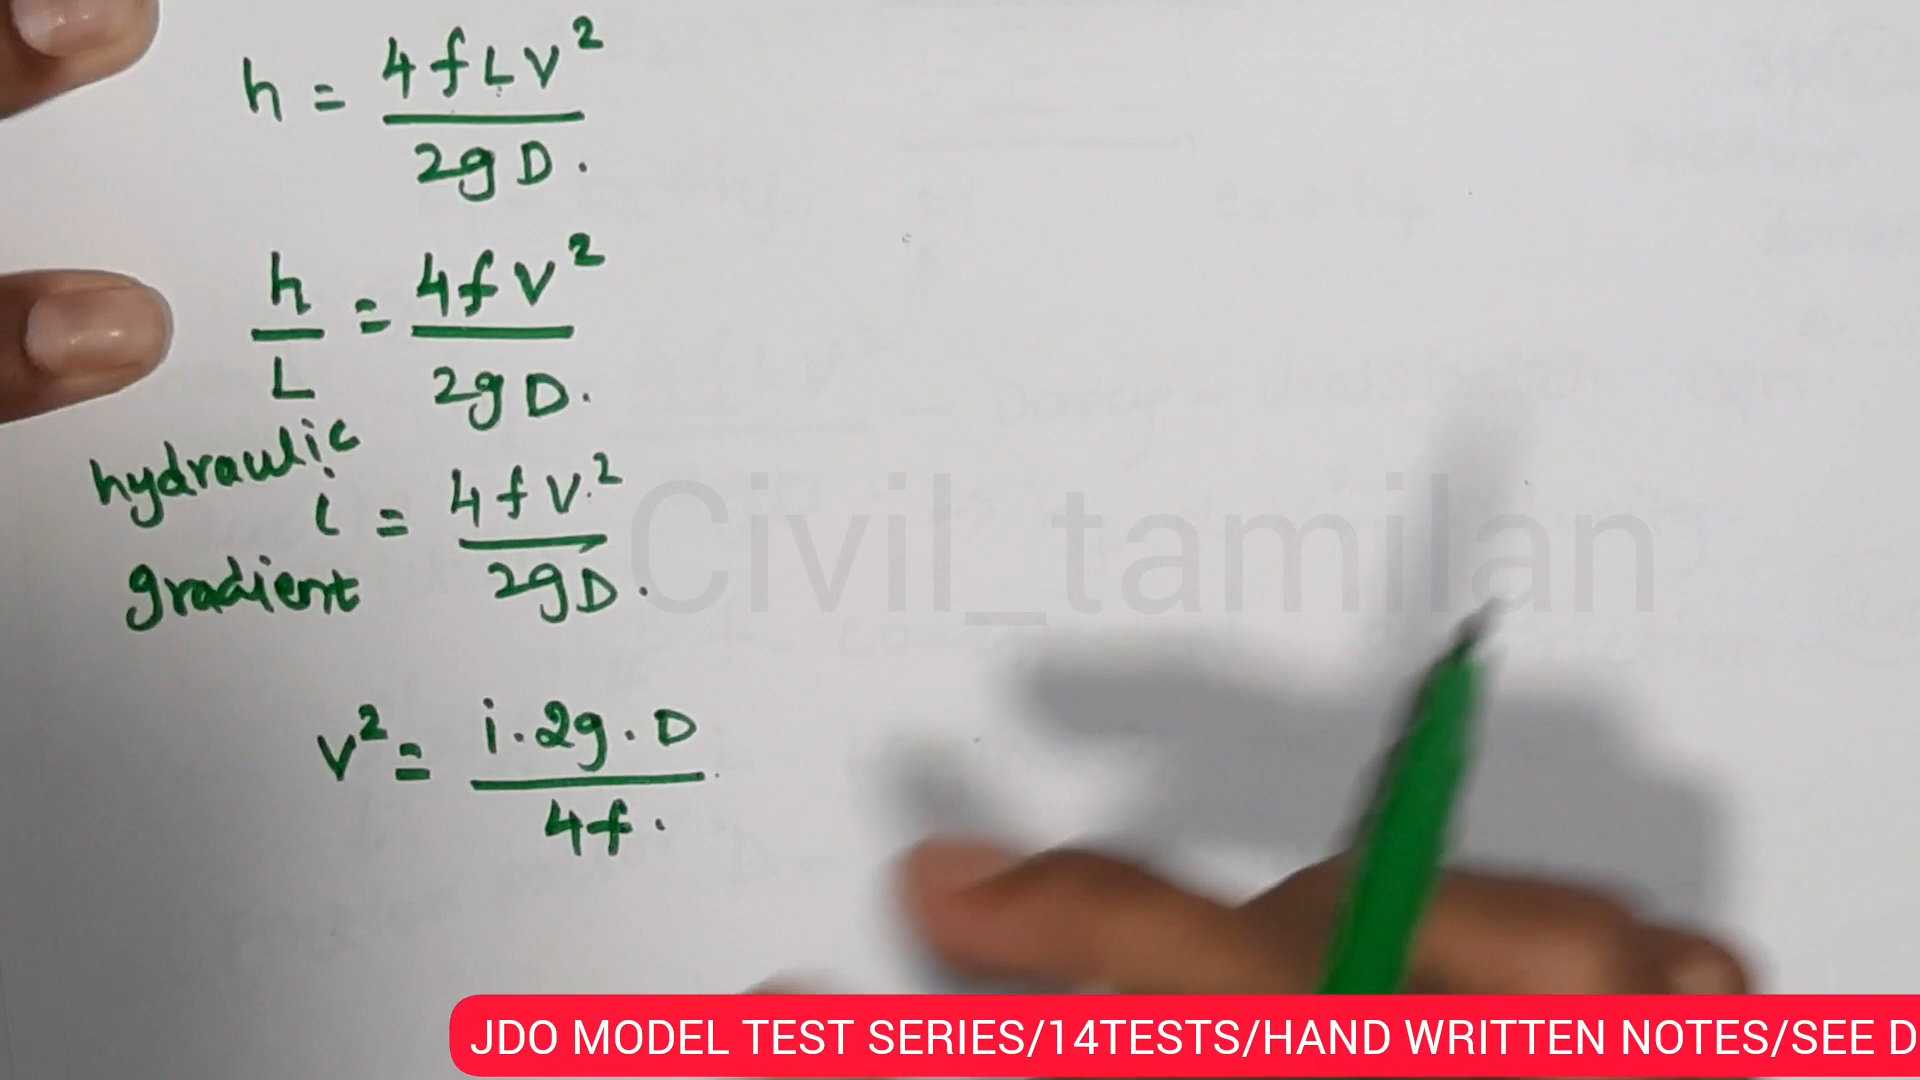 h = 4fLV² / 2gD.
h / L = 4fV² / 2gD.
hydraulic
i = 4fV² / 2gD.
gradient
V² = i.2g.D / 4f.
Civil_tamilan
JDO MODEL TEST SERIES/14TESTS/HAND WRITTEN NOTES/SEE D